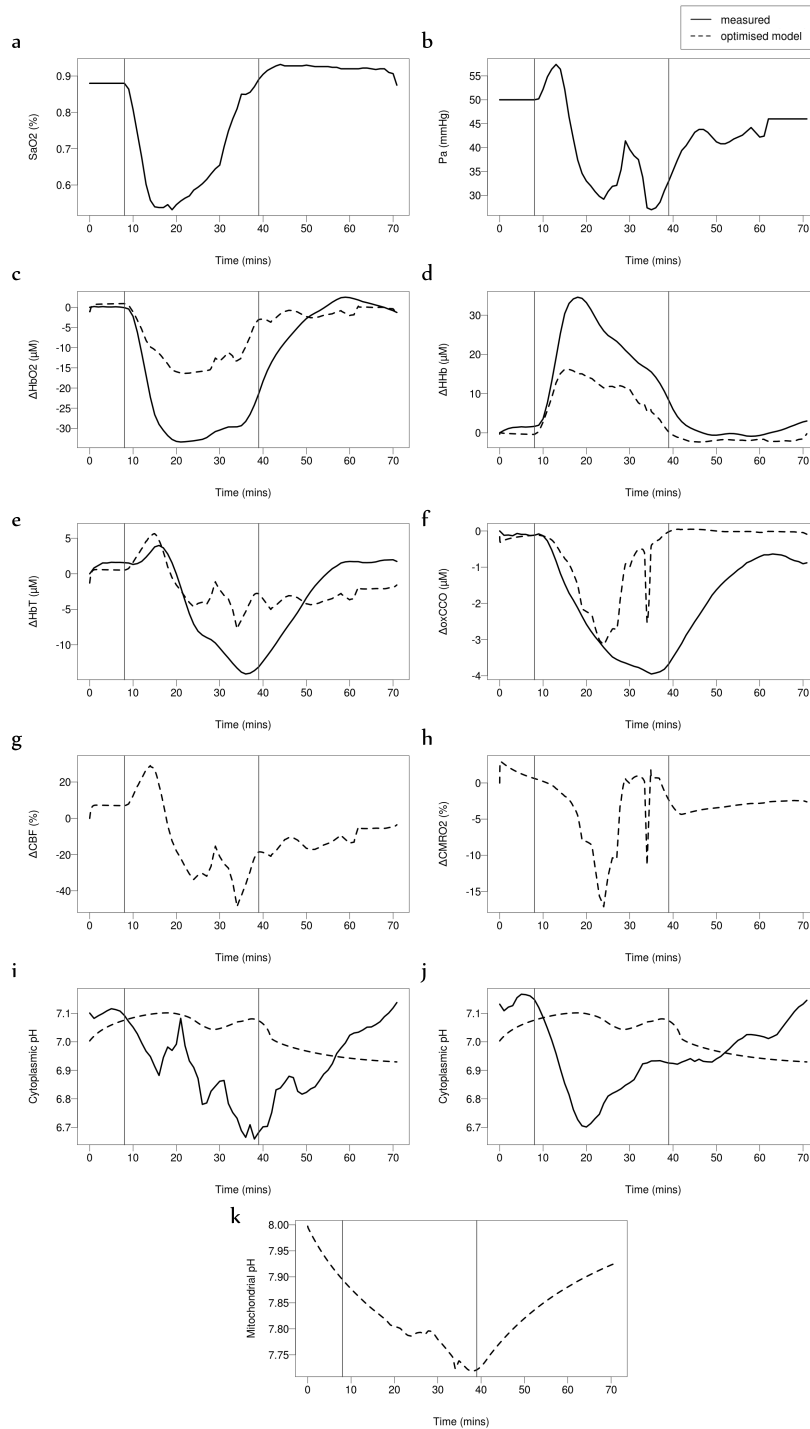 measured
optimised model
a
SaO2 (%)
0.9
0.8
0.7
0.6
0 10 20 30 40 50 60 70
Time (mins)
b
Pa (mmHg)
55
50
45
40
35
30
0 10 20 30 40 50 60 70
Time (mins)
c
ΔHbO2 (μM)
0
-5
-10
-15
-20
-25
-30
0 10 20 30 40 50 60 70
Time (mins)
d
ΔHHb (μM)
30
20
10
0
0 10 20 30 40 50 60 70
Time (mins)
e
ΔHbT (μM)
5
0
-5
-10
0 10 20 30 40 50 60 70
Time (mins)
f
ΔoxCCO (μM)
0
-1
-2
-3
-4
0 10 20 30 40 50 60 70
Time (mins)
g
ΔCBF (%)
20
0
-20
-40
0 10 20 30 40 50 60 70
Time (mins)
h
ΔCMRO2 (%)
0
-5
-10
-15
0 10 20 30 40 50 60 70
Time (mins)
i
Cytoplasmic pH
7.1
7.0
6.9
6.8
6.7
0 10 20 30 40 50 60 70
Time (mins)
j
Cytoplasmic pH
7.1
7.0
6.9
6.8
6.7
0 10 20 30 40 50 60 70
Time (mins)
k
Mitochondrial pH
8.00
7.95
7.90
7.85
7.80
7.75
0 10 20 30 40 50 60 70
Time (mins)